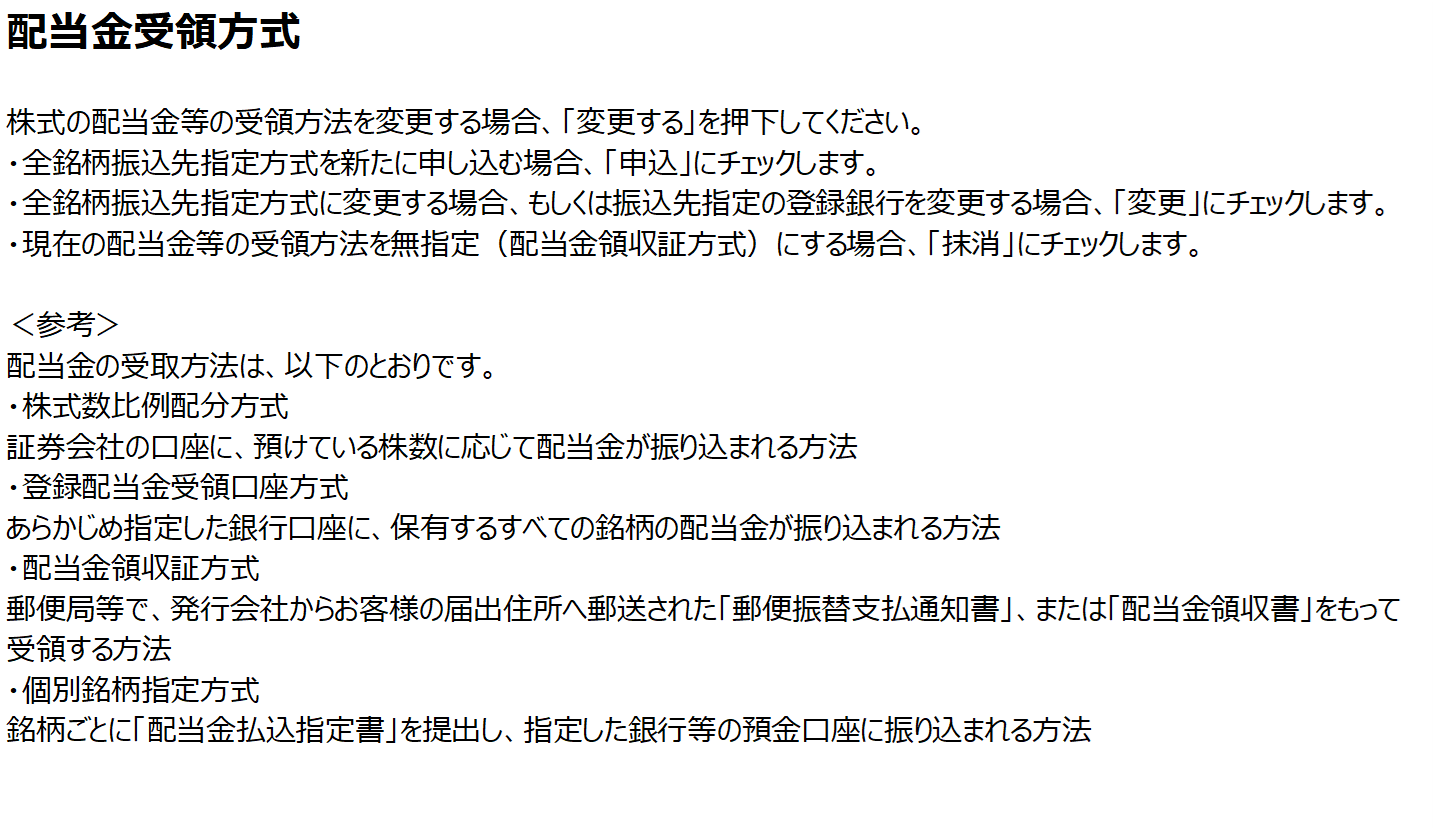 配当金受領方式
株式の配当金等の受領方法を変更する場合、「変更する」を押下してください。
・全銘柄振込先指定方式を新たに申し込む場合、「申込」にチェックします。
・全銘柄振込先指定方式に変更する場合、もしくは振込先指定の登録銀行を変更する場合、「変更」にチェックします。
・現在の配当金等の受領方法を無指定（配当金領収証方式）にする場合、「抹消」にチェックします。
＜参考＞
配当金の受取方法は、以下のとおりです。
・株式数比例配分方式
証券会社の口座に、預けている株数に応じて配当金が振り込まれる方法
・登録配当金受領口座方式
あらかじめ指定した銀行口座に、保有するすべての銘柄の配当金が振り込まれる方法
・配当金領収証方式
郵便局等で、発行会社からお客様の届出住所へ郵送された「郵便振替支払通知書」、または「配当金領収書」をもって
受領する方法
・個別銘柄指定方式
銘柄ごとに「配当金払込指定書」を提出し、指定した銀行等の預金口座に振り込まれる方法